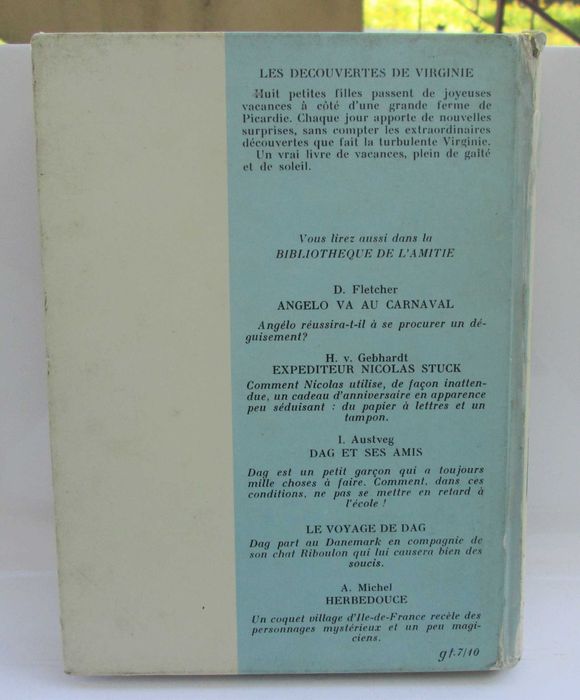 LES DECOUVERTES DE VIRGINIE
Huit petites filles passent de joyeuses
vacances à côté d'une grande ferme de
Picardie. Chaque jour apporte de nouvelles
surprises, sans compter les extraordinaires
découvertes que fait la turbulente Virginie.
Un vrai livre de vacances, plein de gaîté
et de soleil.
Vous lirez aussi dans la
BIBLIOTHEQUE DE L'AMITIE
D. Fletcher
ANGELO VA AU CARNAVAL
Angélo réussira-t-il à se procurer un dé-
guisement?
H. v. Gebhardt
EXPEDITEUR NICOLAS STUCK
Comment Nicolas utilise, de façon inatten-
due, un cadeau d'anniversaire en apparence
peu séduisant : du papier à lettres et un
tampon.
I. Austveg
DAG ET SES AMIS
Dag est un petit garçon qui a toujours
mille choses à faire. Comment, dans ces
conditions, ne pas se mettre en retard à
l'école !
LE VOYAGE DE DAG
Dag part au Danemark en compagnie de
son chat Riboulon qui lui causera bien des
soucis.
A. Michel
HERBEDOUCE
Un coquet village d'Ile-de-France recèle des
personnages mystérieux et un peu magi-
ciens.
gf-7/10